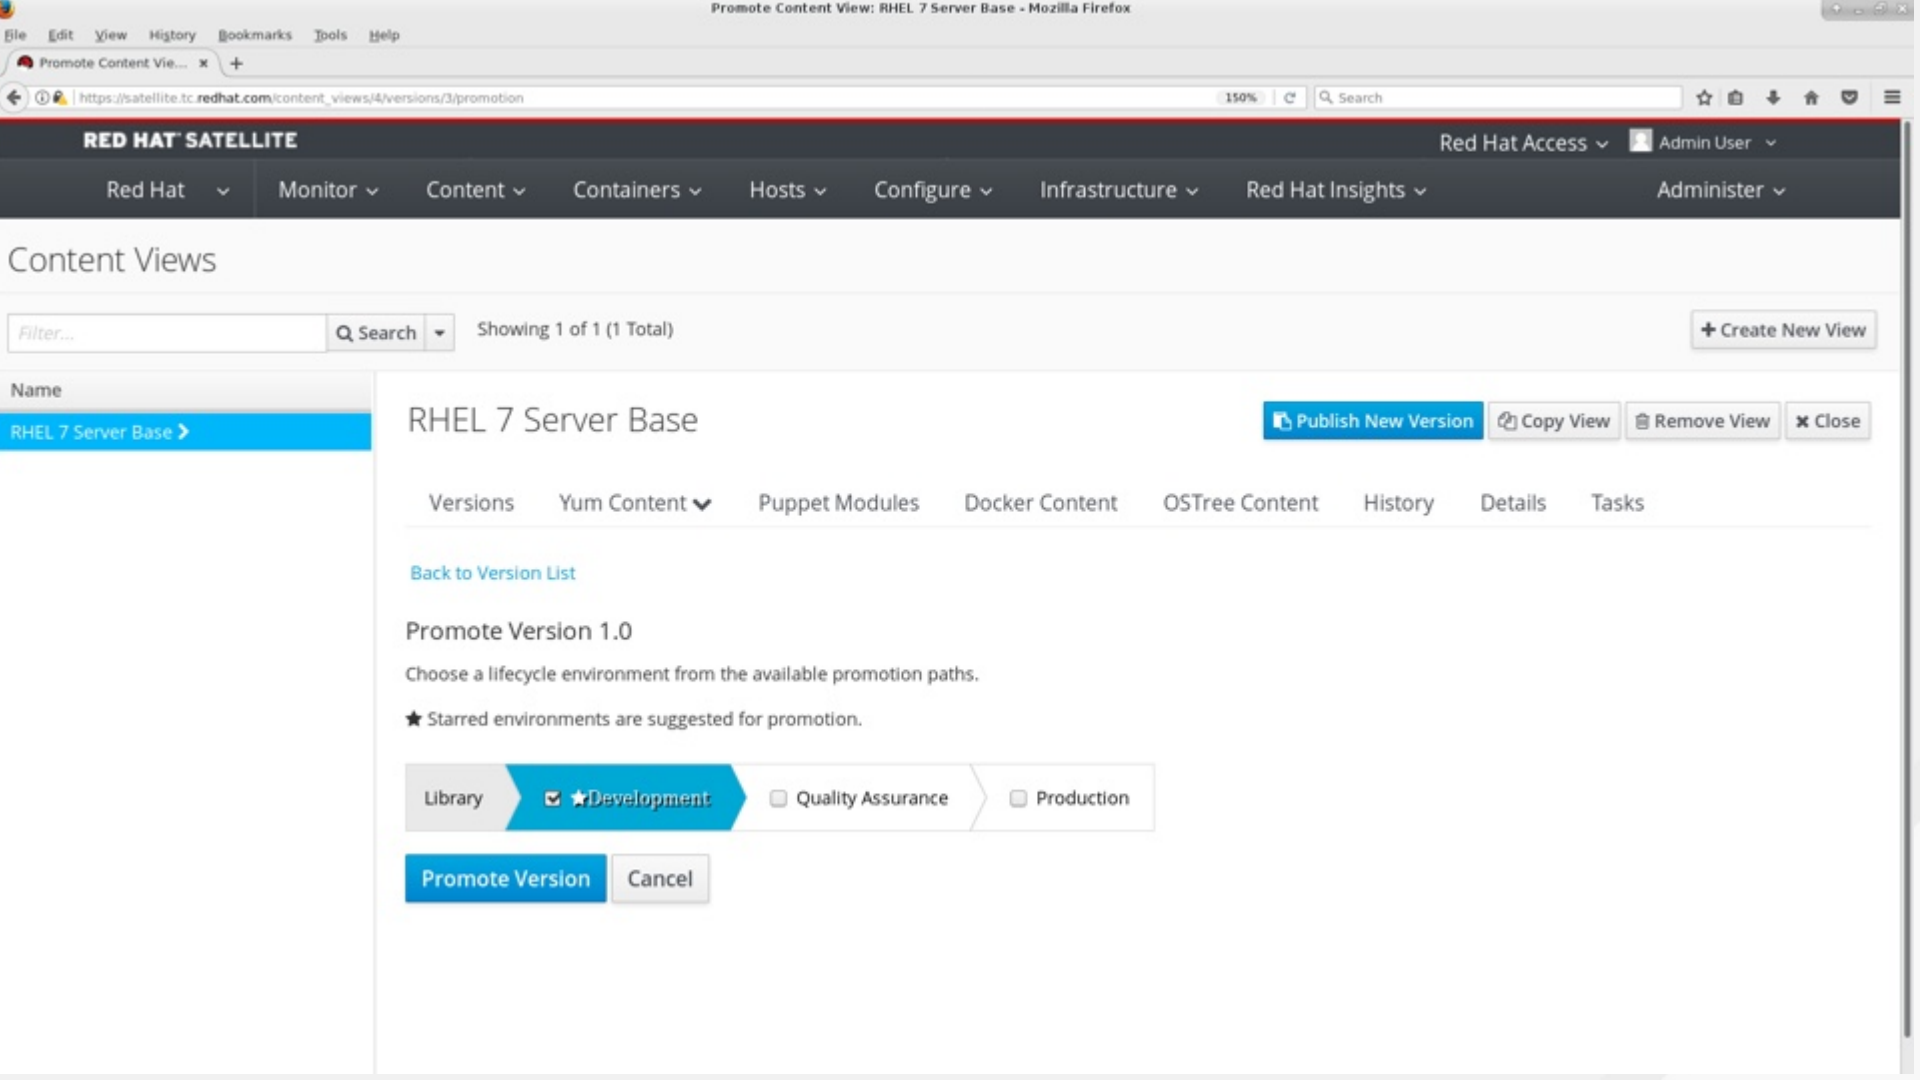 Promote Content View: RHEL 7 Server Base - Mozilla Firefox
File Edit View History Bookmarks Tools Help
Promote Content Vie... × +
https://satellite.tc.redhat.com/content_views/4/versions/3/promotion 150% Search
RED HAT SATELLITE Red Hat Access Admin User
Red Hat Monitor Content Containers Hosts Configure Infrastructure Red Hat Insights Administer
Content Views
Filter... Search Showing 1 of 1 (1 Total) + Create New View
Name
RHEL 7 Server Base
RHEL 7 Server Base Publish New Version Copy View Remove View × Close
Versions Yum Content Puppet Modules Docker Content OSTree Content History Details Tasks
Back to Version List
Promote Version 1.0
Choose a lifecycle environment from the available promotion paths.
★ Starred environments are suggested for promotion.
Library ★Development Quality Assurance Production
Promote Version Cancel